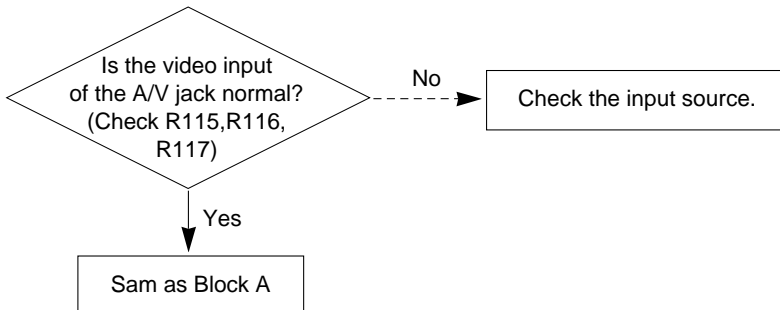 Is the video input
of the A/V jack normal?
(Check R115,R116,
R117)
No
Check the input source.
Yes
Sam as Block A